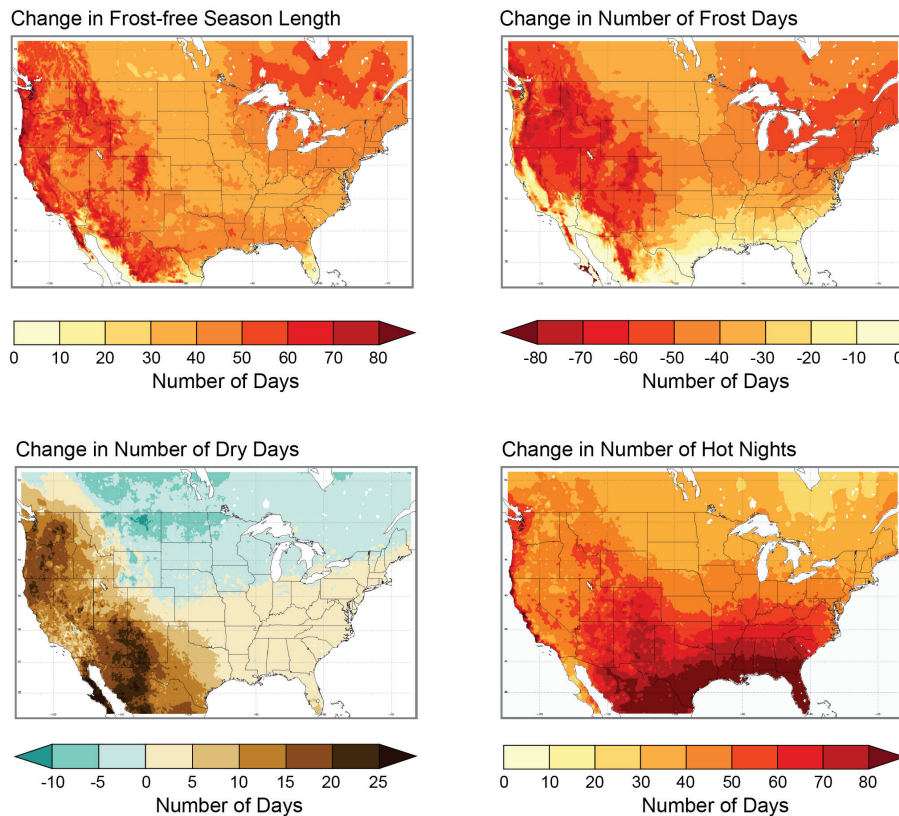 Change in Frost-free Season Length
0 10 20 30 40 50 60 70 80
Number of Days
Change in Number of Frost Days
-80 -70 -60 -50 -40 -30 -20 -10 0
Number of Days
Change in Number of Dry Days
-10 -5 0 5 10 15 20 25
Number of Days
Change in Number of Hot Nights
0 10 20 30 40 50 60 70 80
Number of Days